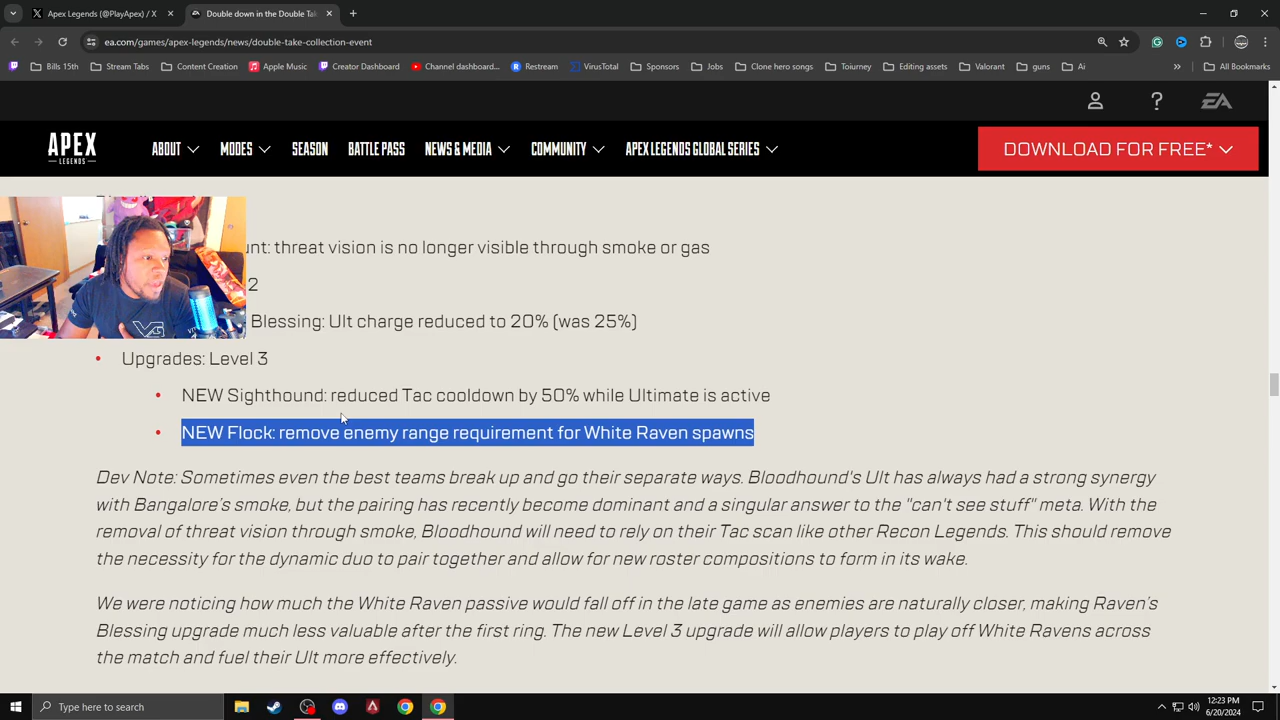 Apex Legends (@PlayApex) / X
Double down in the Double Ta
ea.com/games/apex-legends/news/double-take-collection-event
Bills 15th
Stream Tabs
Content Creation
Apple Music
Creator Dashboard
Channel dashboard...
Restream
VirusTotal
Sponsors
Jobs
Clone hero songs
Toiurney
Editing assets
Valorant
guns
Ai
»
All Bookmarks
?
EA
APEX
LEGENDS
ABOUT
MODES
SEASON
BATTLE PASS
NEWS & MEDIA
COMMUNITY
APEX LEGENDS GLOBAL SERIES
DOWNLOAD FOR FREE*
unt: threat vision is no longer visible through smoke or gas
2
Blessing: Ult charge reduced to 20% (was 25%)
• Upgrades: Level 3
• NEW Sighthound: reduced Tac cooldown by 50% while Ultimate is active
• NEW Flock: remove enemy range requirement for White Raven spawns
Dev Note: Sometimes even the best teams break up and go their separate ways. Bloodhound's Ult has always had a strong synergy
with Bangalore's smoke, but the pairing has recently become dominant and a singular answer to the "can't see stuff" meta. With the
removal of threat vision through smoke, Bloodhound will need to rely on their Tac scan like other Recon Legends. This should remove
the necessity for the dynamic duo to pair together and allow for new roster compositions to form in its wake.
We were noticing how much the White Raven passive would fall off in the late game as enemies are naturally closer, making Raven's
Blessing upgrade much less valuable after the first ring. The new Level 3 upgrade will allow players to play off White Ravens across
the match and fuel their Ult more effectively.
Type here to search
12:23 PM
6/20/2024